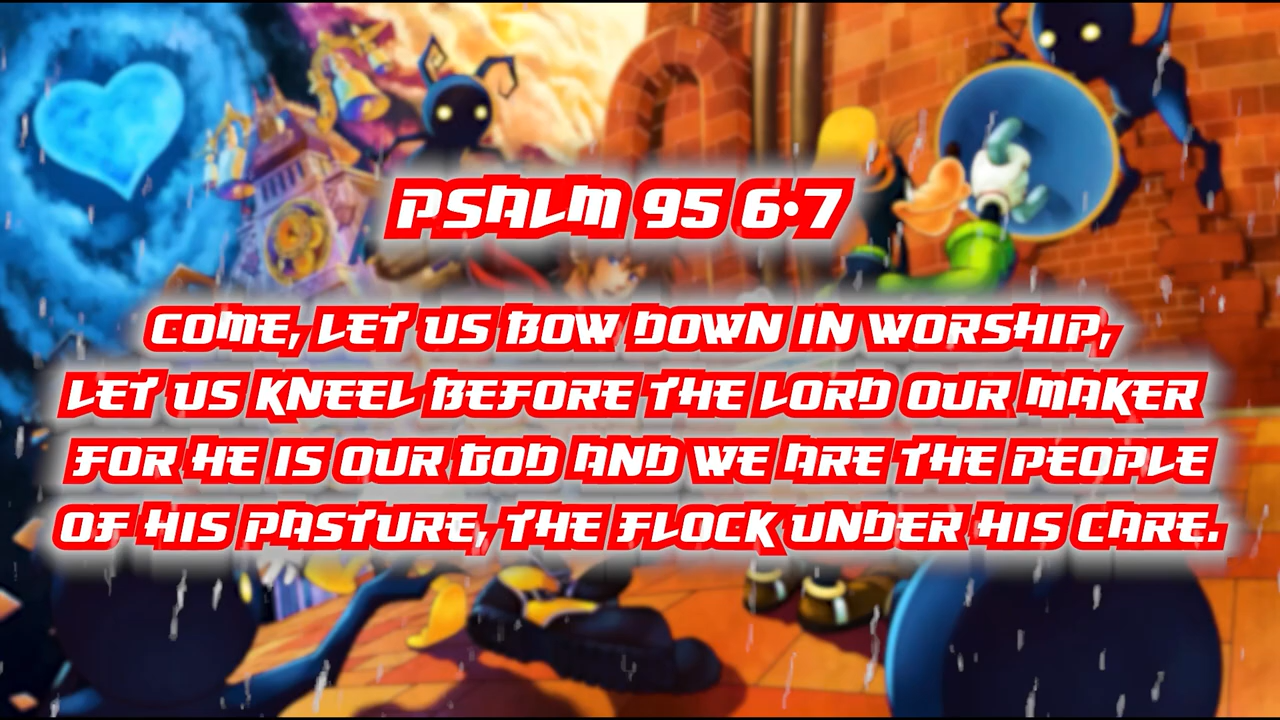 PSALM 95 6•7
COME, LET US BOW DOWN IN WORSHIP,
LET US KNEEL BEFORE THE LORD OUR MAKER
FOR HE IS OUR GOD AND WE ARE THE PEOPLE
OF HIS PASTURE, THE FLOCK UNDER HIS CARE.